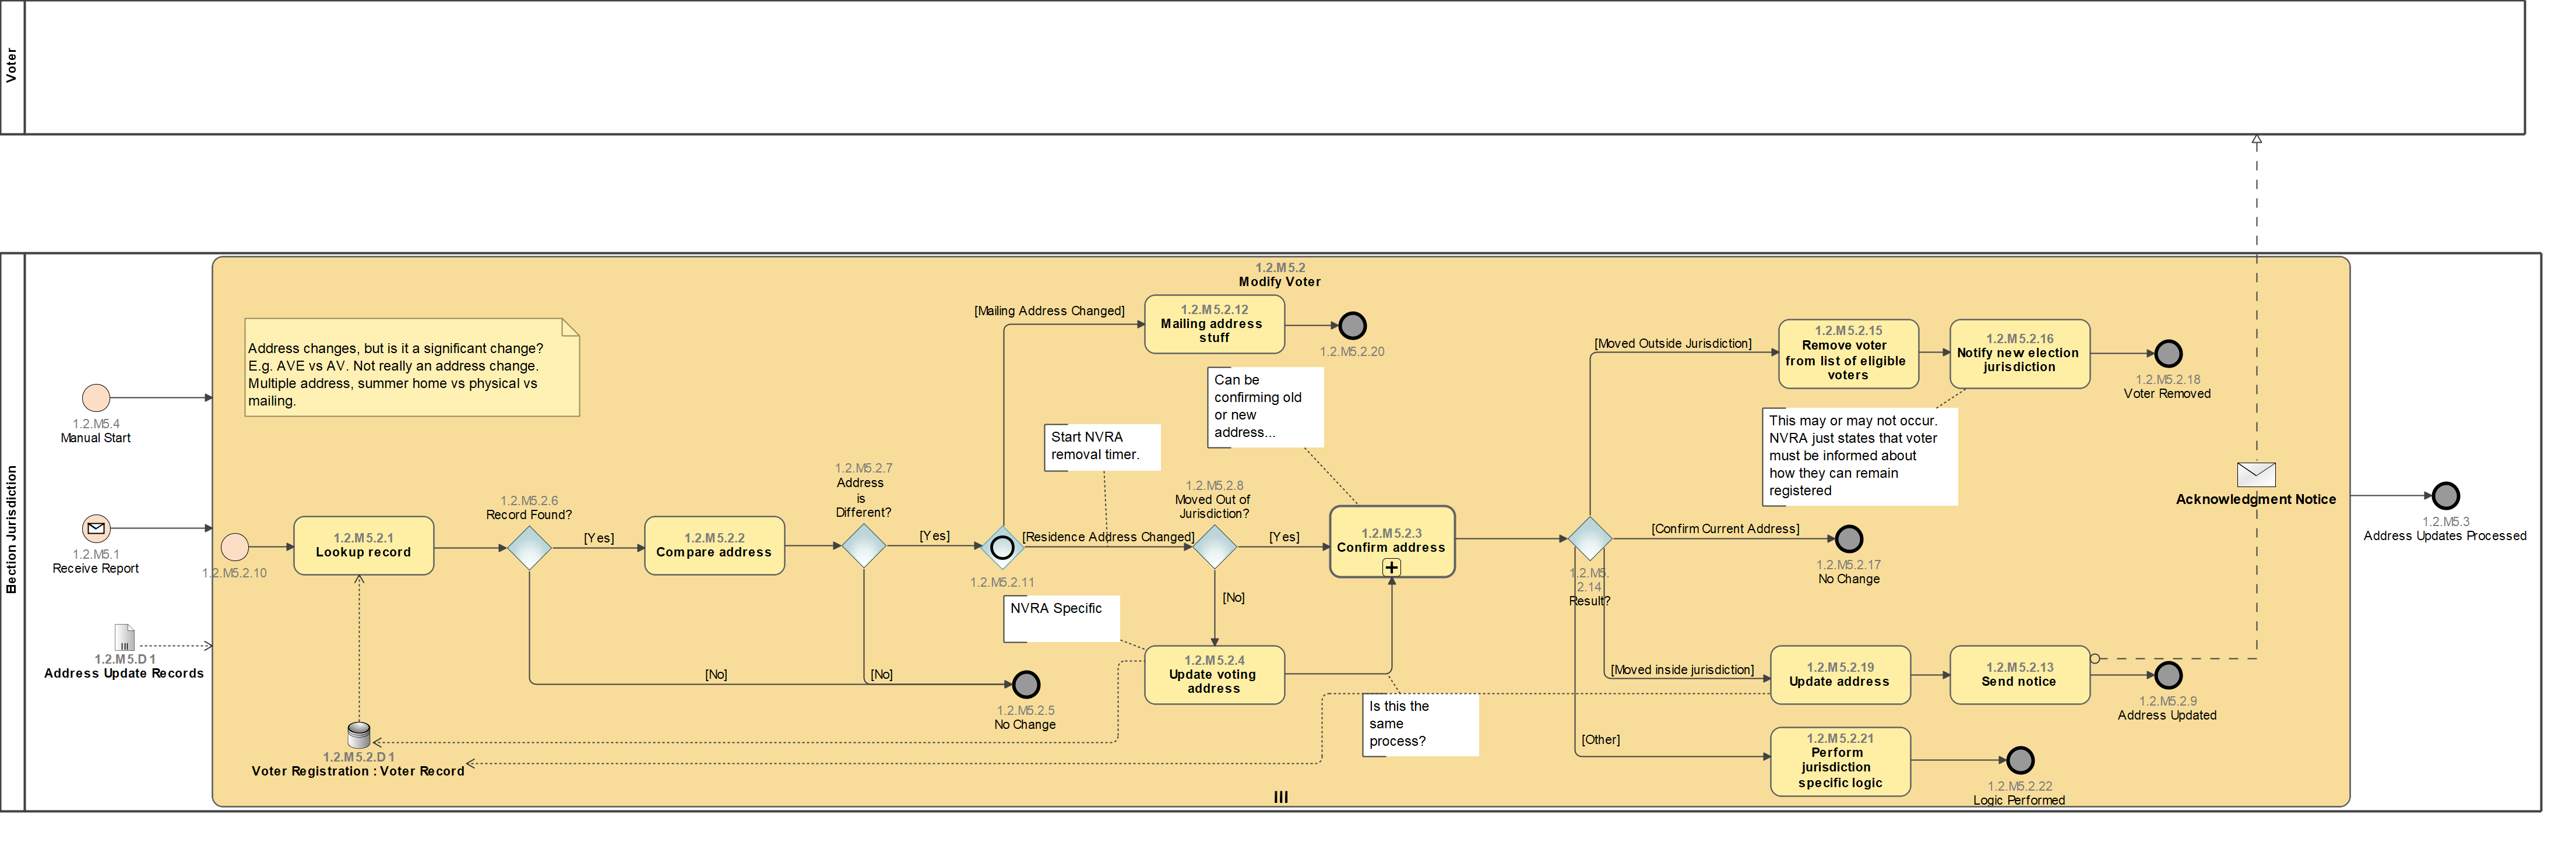 Voter
Election Jurisdiction
1.2.M5.2
Modify Voter
Address changes, but is it a significant change?
E.g. AVE vs AV. Not really an address change.
Multiple address, summer home vs physical vs
mailing.
1.2.M5.4
Manual Start
1.2.M5.1
Receive Report
1.2.M5.D1
Address Update Records
1.2.M5.2.10
1.2.M5.2.1
Lookup record
1.2.M5.2.6
Record Found?
[Yes]
[No]
1.2.M5.2.2
Compare address
1.2.M5.2.7
Address
is
Different?
[Yes]
[No]
1.2.M5.2.5
No Change
1.2.M5.2.D1
Voter Registration : Voter Record
1.2.M5.2.11
[Mailing Address Changed]
1.2.M5.2.12
Mailing address
stuff
1.2.M5.2.20
[Residence Address Changed]
Start NVRA
removal timer.
1.2.M5.2.8
Moved Out of
Jurisdiction?
[Yes]
[No]
Can be
confirming old
or new
address...
1.2.M5.2.3
Confirm address
NVRA Specific
1.2.M5.2.4
Update voting
address
Is this the
same
process?
1.2.M5.
2.14
Result?
[Moved Outside Jurisdiction]
1.2.M5.2.15
Remove voter
from list of eligible
voters
1.2.M5.2.16
Notify new election
jurisdiction
1.2.M5.2.18
Voter Removed
This may or may not occur.
NVRA just states that voter
must be informed about
how they can remain
registered
[Confirm Current Address]
1.2.M5.2.17
No Change
[Moved inside jurisdiction]
1.2.M5.2.19
Update address
1.2.M5.2.13
Send notice
1.2.M5.2.9
Address Updated
[Other]
1.2.M5.2.21
Perform
jurisdiction
specific logic
1.2.M5.2.22
Logic Performed
Acknowledgment Notice
1.2.M5.3
Address Updates Processed